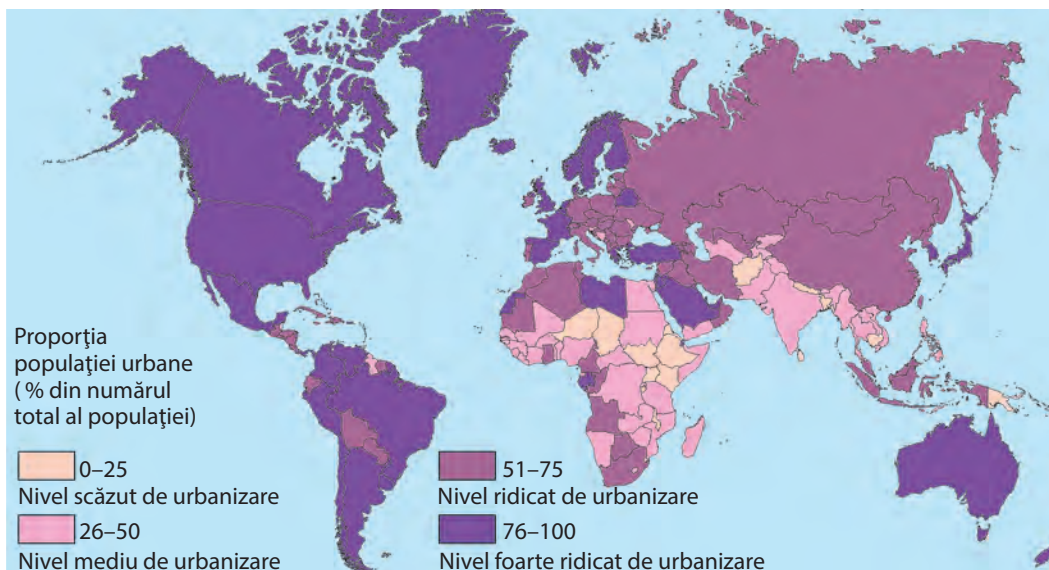 Proporţia
populaţiei urbane
( % din numărul
total al populaţiei)
0–25
Nivel scăzut de urbanizare
26–50
Nivel mediu de urbanizare
51–75
Nivel ridicat de urbanizare
76–100
Nivel foarte ridicat de urbanizare